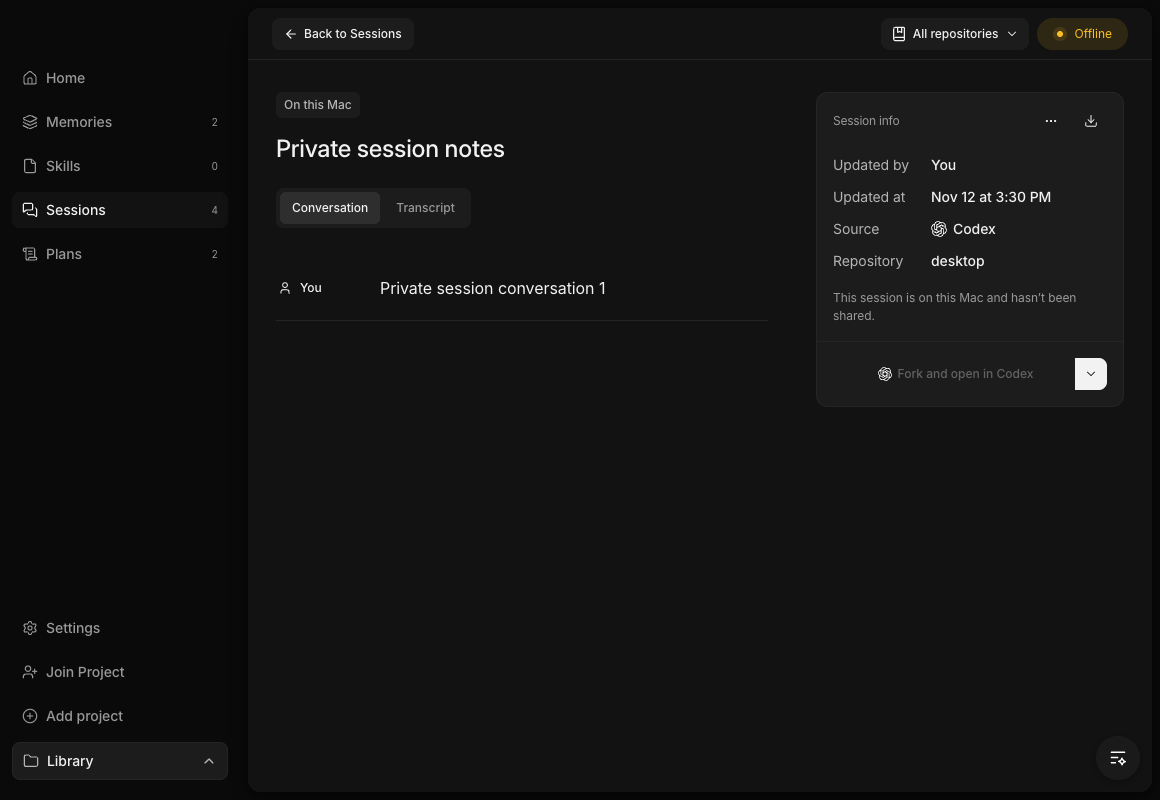 Back to Sessions
All repositories
Offline
Home
Memories 2
Skills 0
Sessions 4
Plans 2
On this Mac
Private session notes
Conversation Transcript
You Private session conversation 1
Session info
Updated by You
Updated at Nov 12 at 3:30 PM
Source Codex
Repository desktop
This session is on this Mac and hasn't been
shared.
Fork and open in Codex
Settings
Join Project
Add project
Library